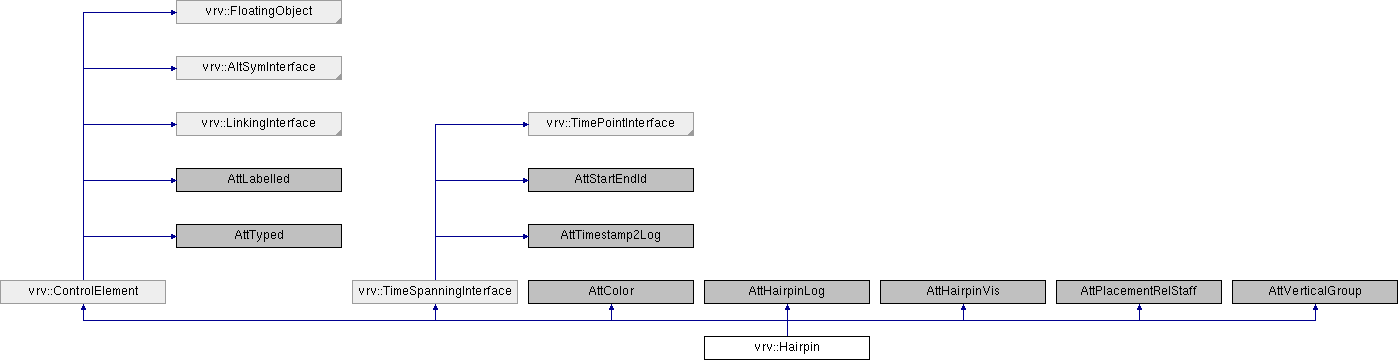 vrv::FloatingObject
vrv::AltSymInterface
vrv::LinkingInterface
vrv::TimePointInterface
AttLabelled
AttStartEndId
AttTyped
AttTimestamp2Log
vrv::ControlElement
vrv::TimeSpanningInterface
AttColor
AttHairpinLog
AttHairpinVis
AttPlacementRelStaff
AttVerticalGroup
vrv::Hairpin